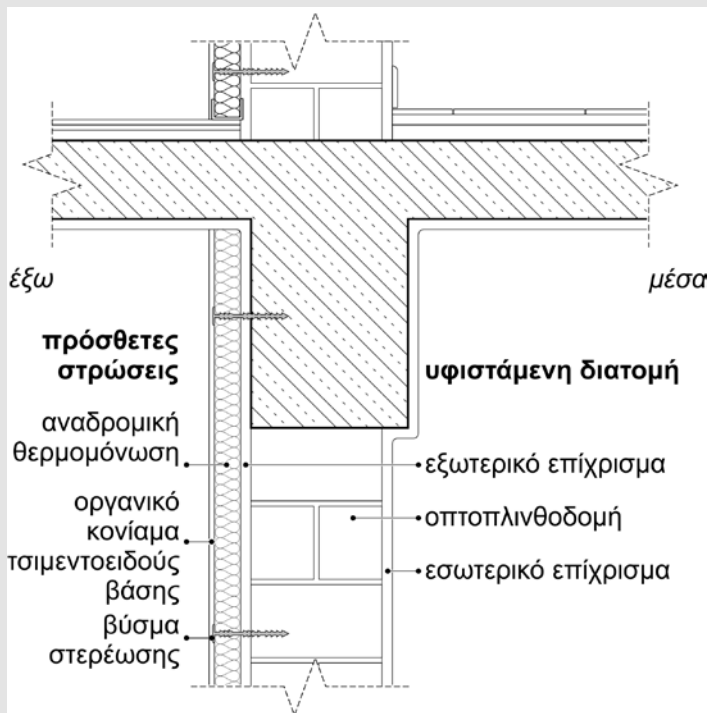 έξω
μέσα
πρόσθετες
στρώσεις
υφιστάμενη διατομή
αναδρομική
θερμομόνωση
οργανικό
κονίαμα
τσιμεντοειδούς
βάσης
βύσμα
στερέωσης
εξωτερικό επίχρισμα
οπτοπλινθοδομή
εσωτερικό επίχρισμα